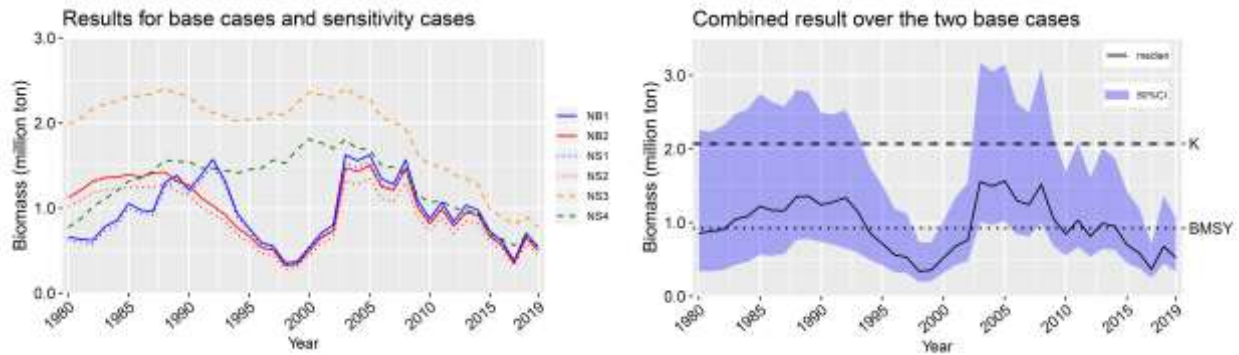 Results for base cases and sensitivity cases
3.0
2.0
1.0
0.0
Biomass (million ton)
1980
1985
1990
1995
2000
2005
2010
2015
2019
Year
NB1
NB2
NS1
NS2
NS3
NS4
Combined result over the two base cases
3.0
2.0
1.0
0.0
Biomass (million ton)
1980
1985
1990
1995
2000
2005
2010
2015
2019
Year
median
K
BMSY